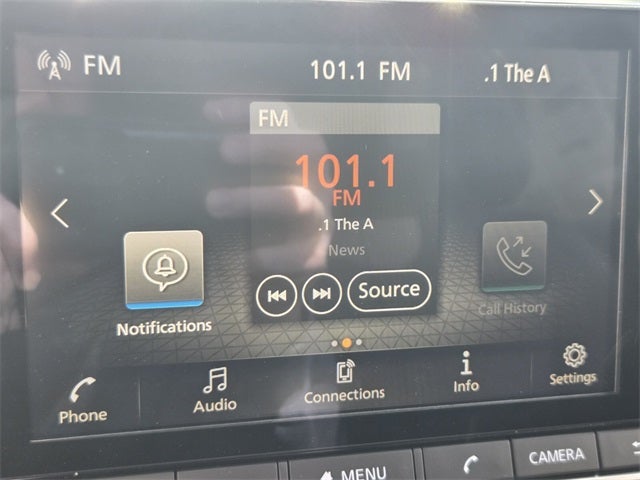 FM 101.1 FM .1 The A
FM
101.1
FM
.1 The A
News
Source
Notifications
Call History
Phone Audio Connections Info Settings
MENU CAMERA